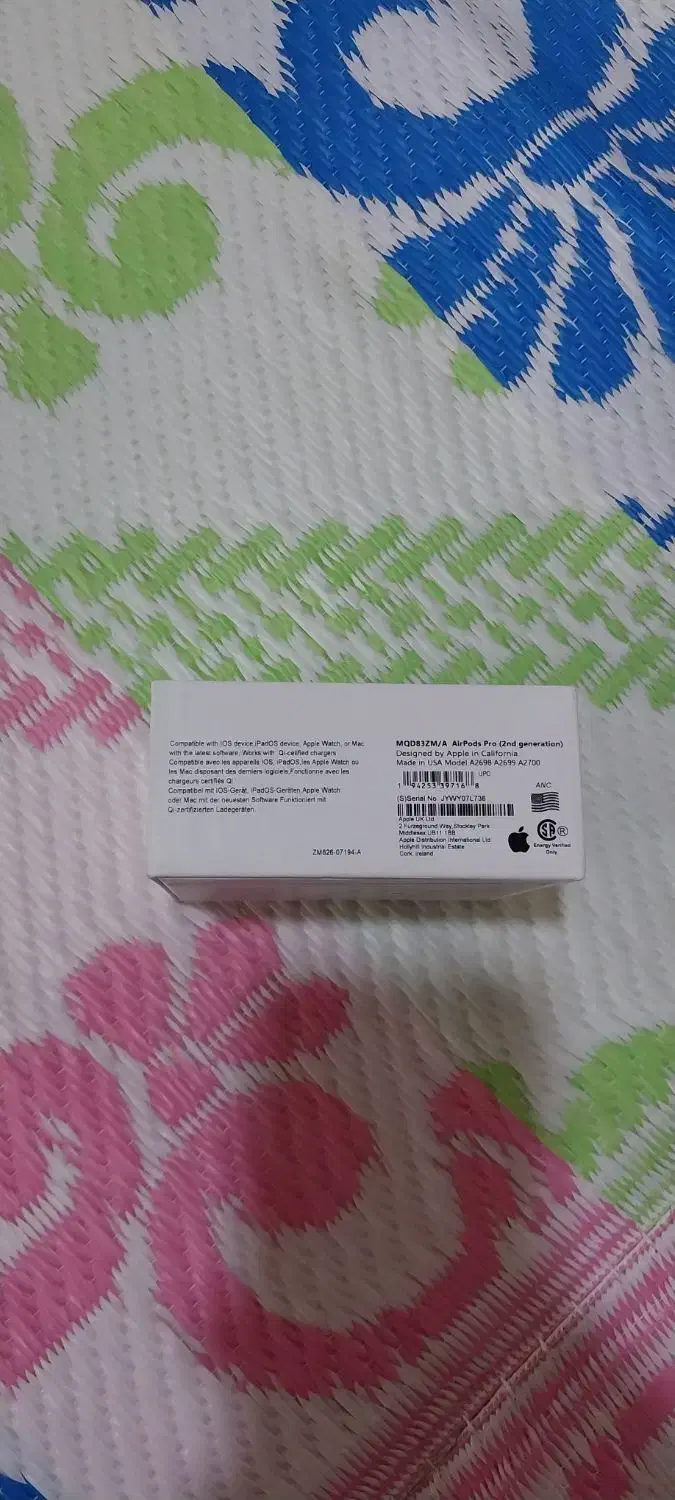 Compatible with IOS device,iPadOS device, Apple Watch, or Mac
with the latest software, Works with Qi-cetified chargers
Compatible avec les appareils IOS, iPadOS,les Apple Watch ou
les Mac disposant des derniers logiciels,Fonctionne avec les
chargeurs certifés QI
Compatibel mit IOS-Gerät, iPadOS-Geräten,Apple Watch
oder Mac mit der neuesten Software Funktioniert mit
Qi-zertifizierten Ladegeräten.
ZM826-07194-A
MQD83ZM/A AirPods Pro (2nd generation)
Designed by Apple in California
Made in USA Model A2698 A2699 A2700
UPC
1 94253 39716 8
(S)Serial No. JYWY07L736
Apple UK Ltd
2 Furzeground Way,Stockley Park
Middlesex UB11 1BB
Apple Distribution International Ltd
Hollyhill Industrial Estate
Cork, Ireland
ANC
SA ®
Energy Verified
Only